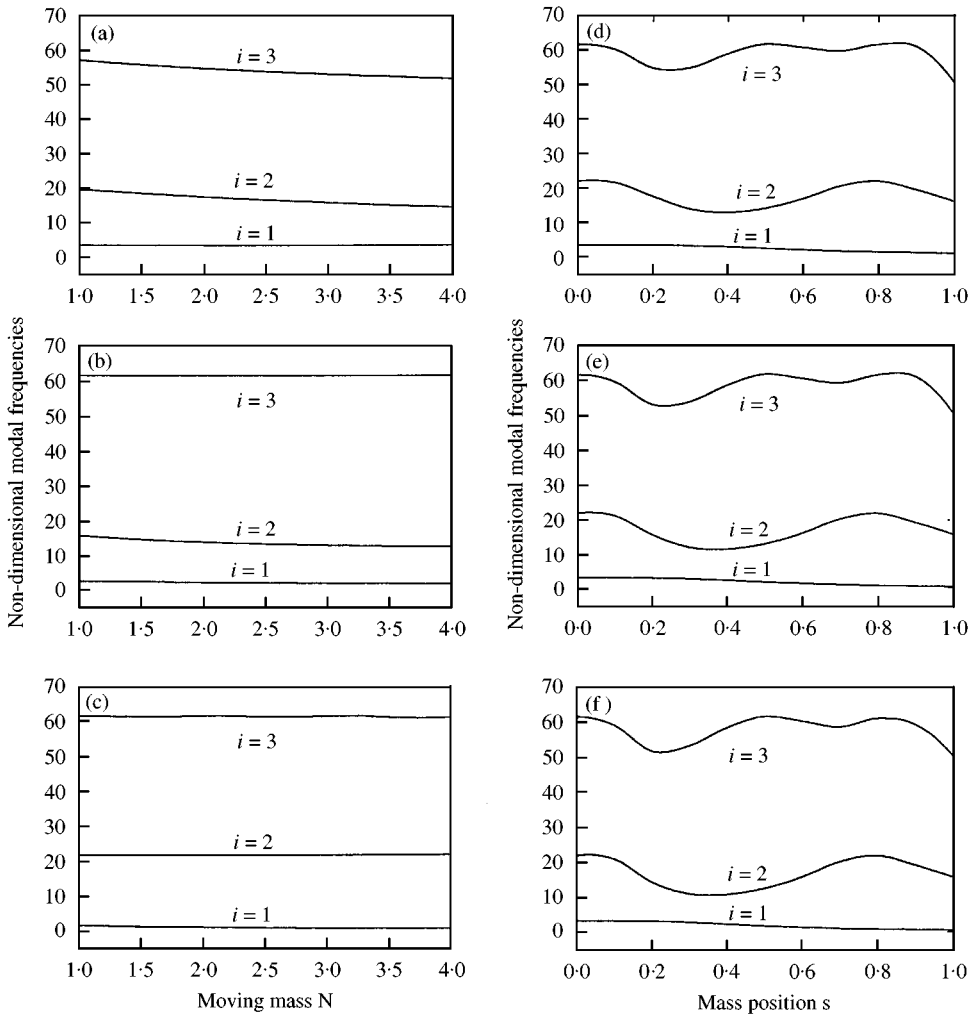 70
60
50
40
30
20
10
0
(a)
i = 3
i = 2
i = 1
1·0 1·5 2·0 2·5 3·0 3·5 4·0
70
60
50
40
30
20
10
0
(d)
i = 3
i = 2
i = 1
0·0 0·2 0·4 0·6 0·8 1·0
Non-dimensional modal frequencies
70
60
50
40
30
20
10
0
(b)
i = 3
i = 2
i = 1
1·0 1·5 2·0 2·5 3·0 3·5 4·0
Non-dimensional modal frequencies
70
60
50
40
30
20
10
0
(e)
i = 3
i = 2
i = 1
0·0 0·2 0·4 0·6 0·8 1·0
70
60
50
40
30
20
10
0
(c)
i = 3
i = 2
i = 1
1·0 1·5 2·0 2·5 3·0 3·5 4·0
Moving mass N
70
60
50
40
30
20
10
0
(f )
i = 3
i = 2
i = 1
0·0 0·2 0·4 0·6 0·8 1·0
Mass position s